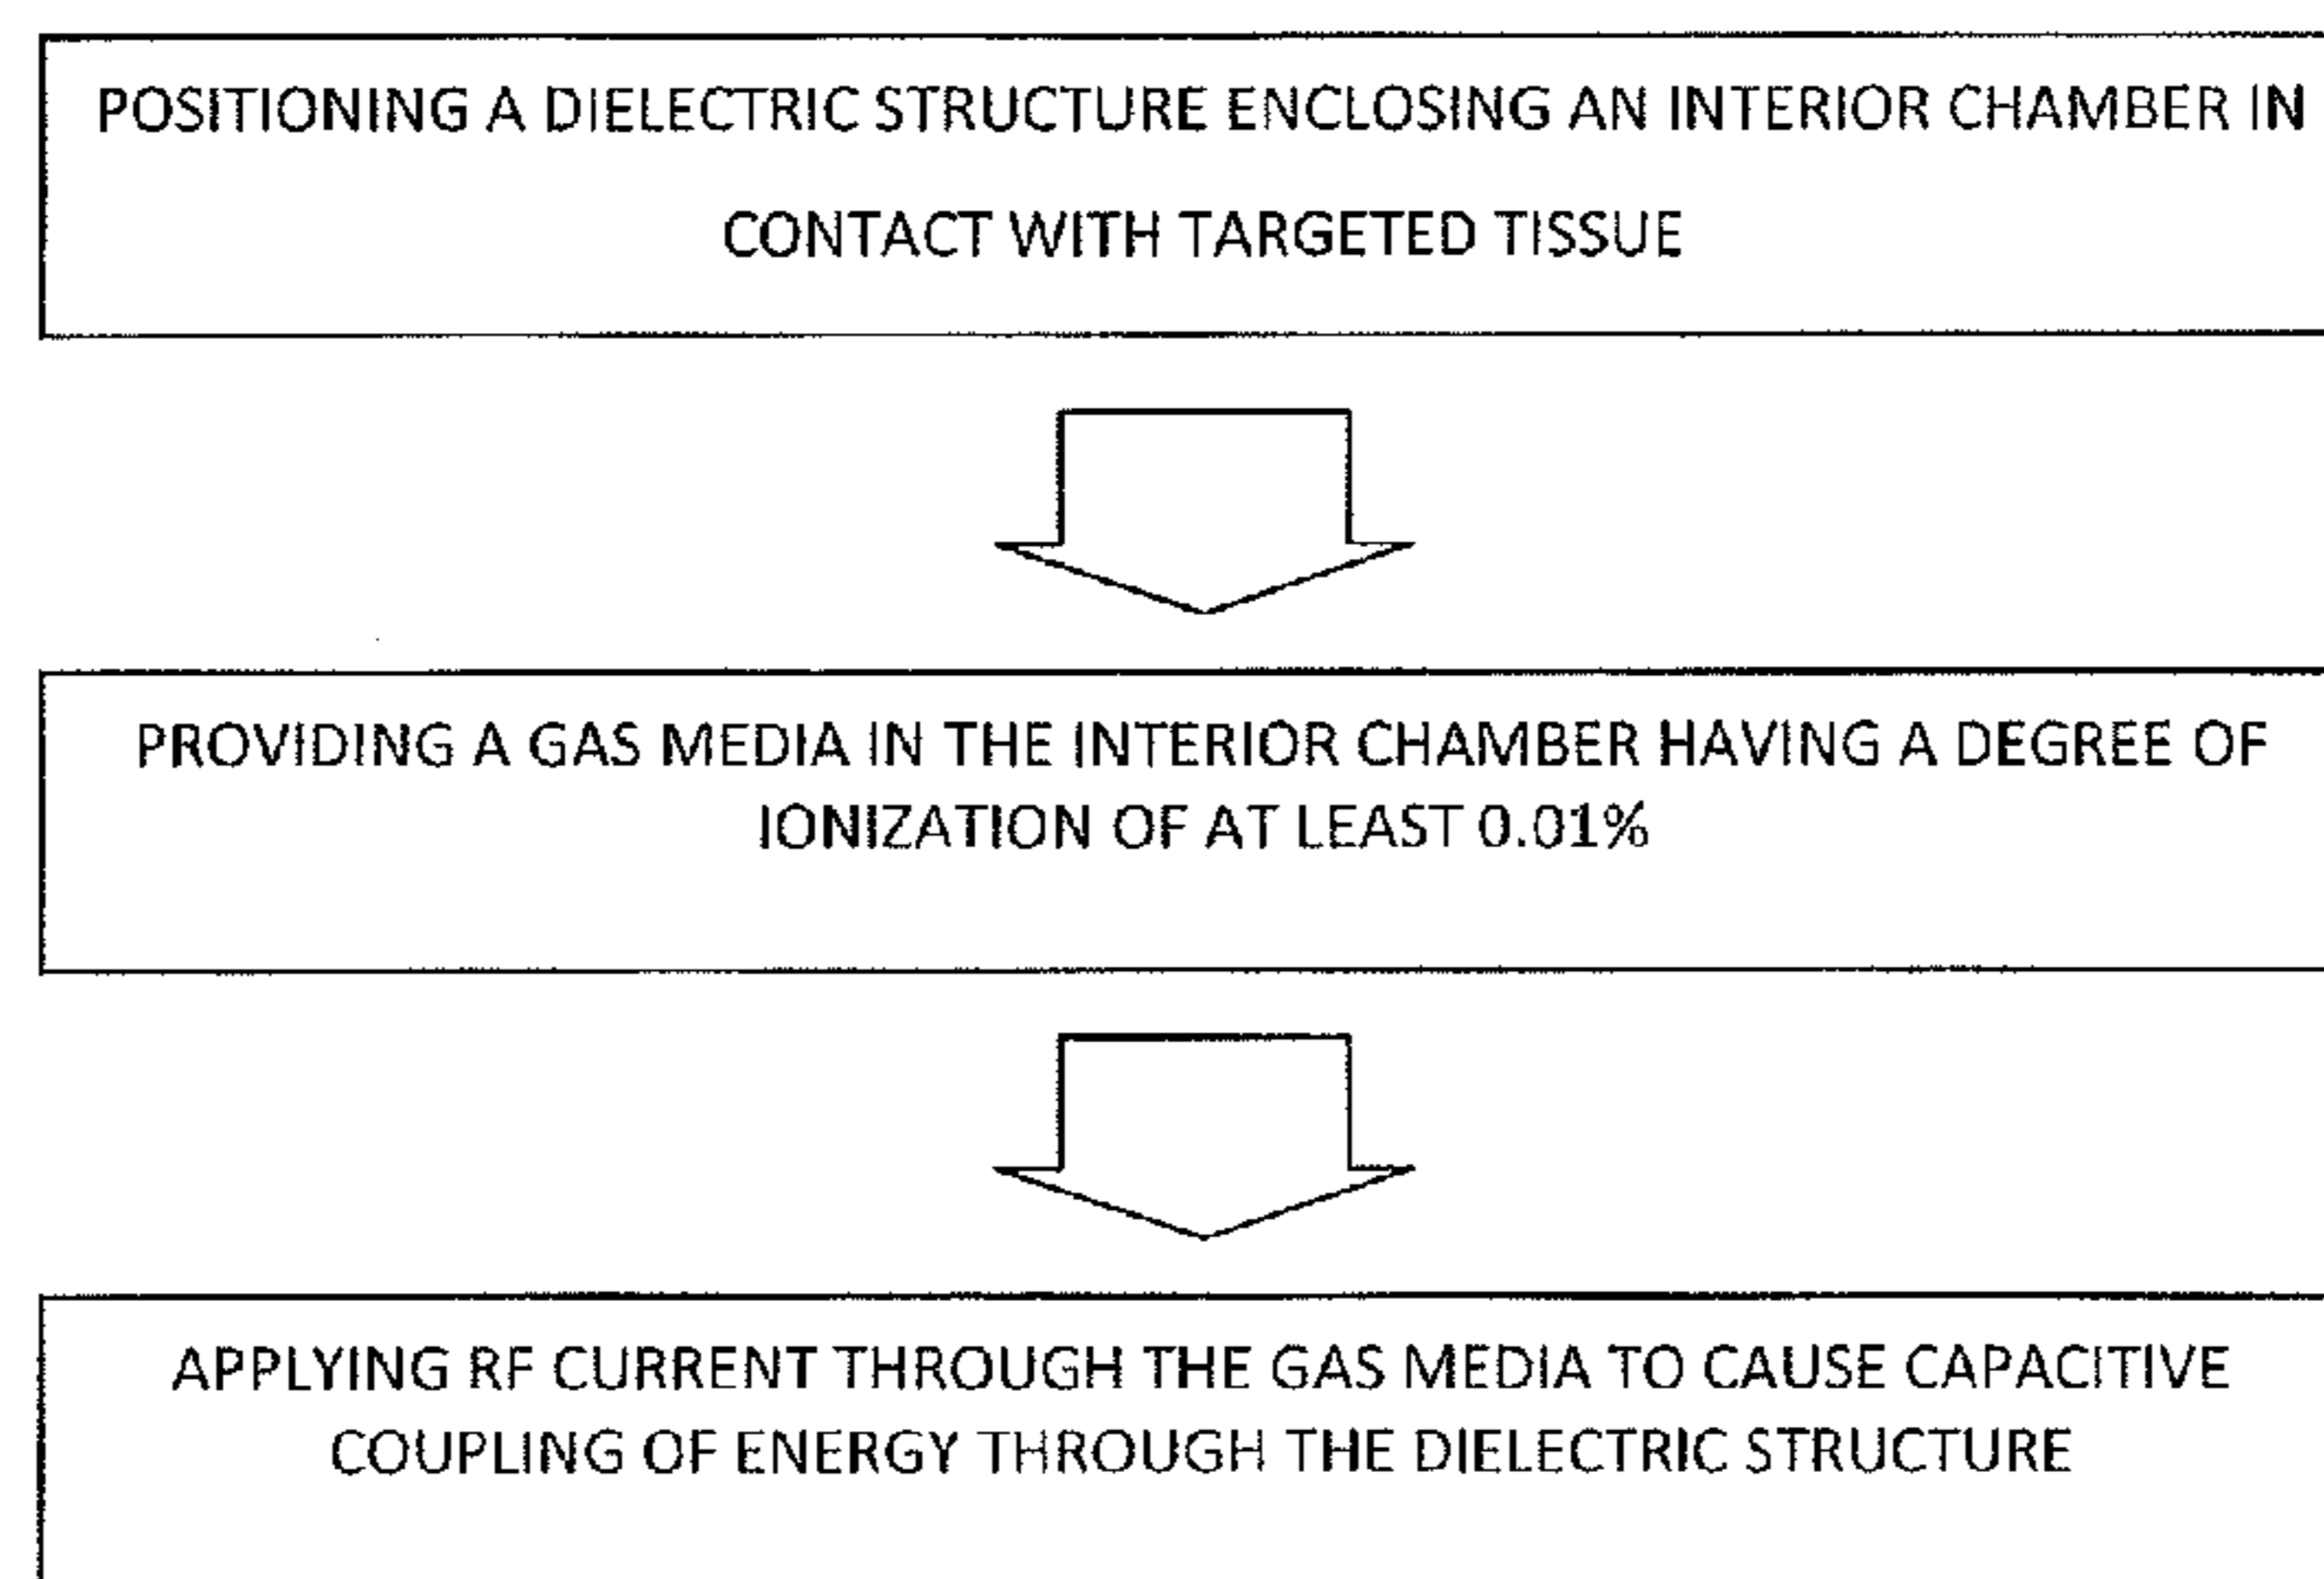 POSITIONING A DIELECTRIC STRUCTURE ENCLOSING AN INTERIOR CHAMBER IN
CONTACT WITH TARGETED TISSUE
PROVIDING A GAS MEDIA IN THE INTERIOR CHAMBER HAVING A DEGREE OF
IONIZATION OF AT LEAST 0.01%
APPLYING RF CURRENT THROUGH THE GAS MEDIA TO CAUSE CAPACITIVE
COUPLING OF ENERGY THROUGH THE DIELECTRIC STRUCTURE